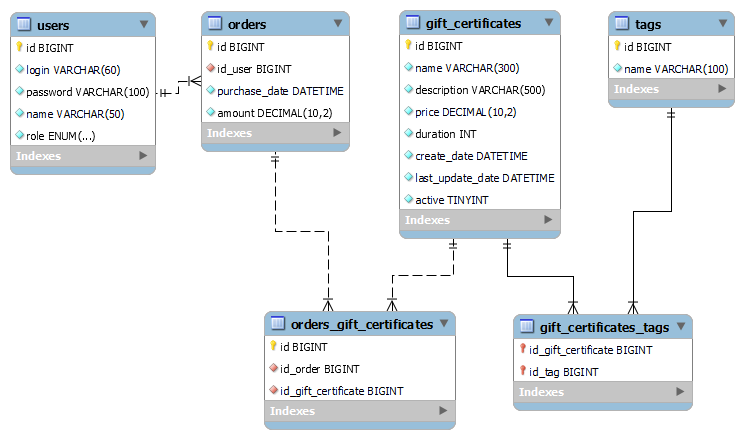 users
id BIGINT
login VARCHAR(60)
password VARCHAR(100)
name VARCHAR(50)
role ENUM(...)
Indexes
orders
id BIGINT
id_user BIGINT
purchase_date DATETIME
amount DECIMAL(10,2)
Indexes
gift_certificates
id BIGINT
name VARCHAR(300)
description VARCHAR(500)
price DECIMAL(10,2)
duration INT
create_date DATETIME
last_update_date DATETIME
active TINYINT
Indexes
tags
id BIGINT
name VARCHAR(100)
Indexes
orders_gift_certificates
id BIGINT
id_order BIGINT
id_gift_certificate BIGINT
Indexes
gift_certificates_tags
id_gift_certificate BIGINT
id_tag BIGINT
Indexes